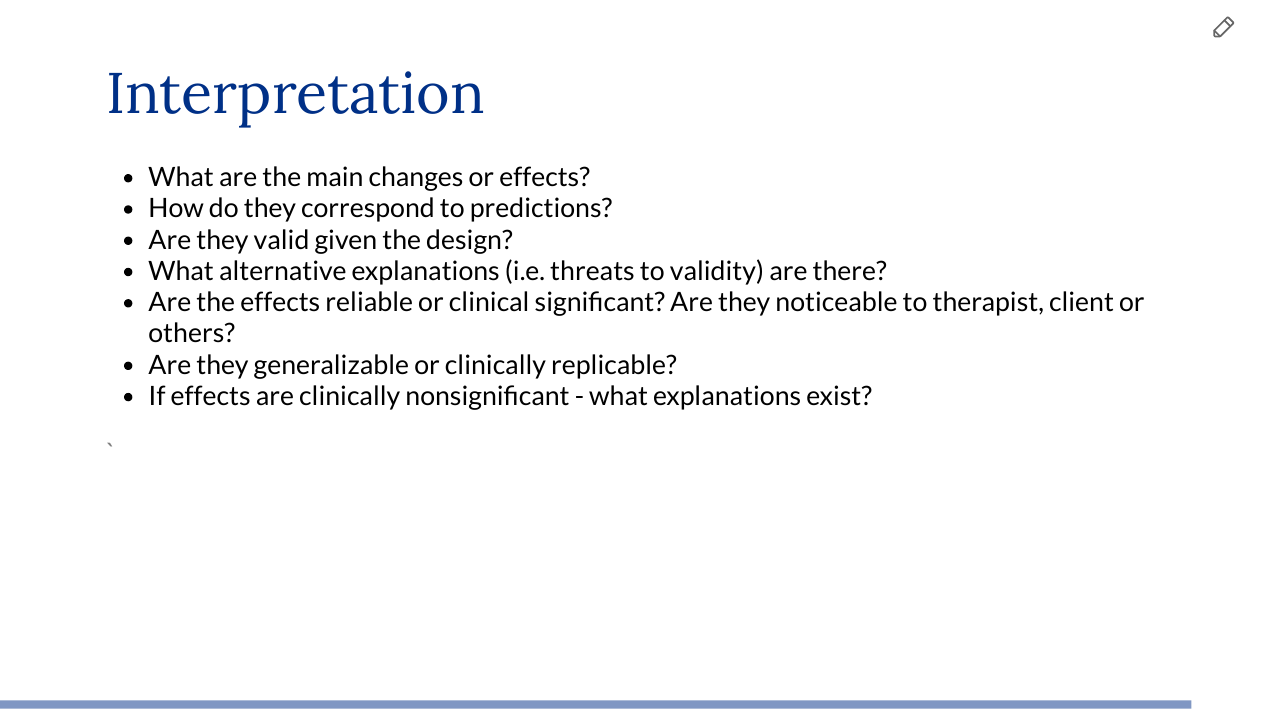 Interpretation
• What are the main changes or effects?
• How do they correspond to predictions?
• Are they valid given the design?
• What alternative explanations (i.e. threats to validity) are there?
• Are the effects reliable or clinical significant? Are they noticeable to therapist, client or
others?
• Are they generalizable or clinically replicable?
• If effects are clinically nonsignificant - what explanations exist?
`